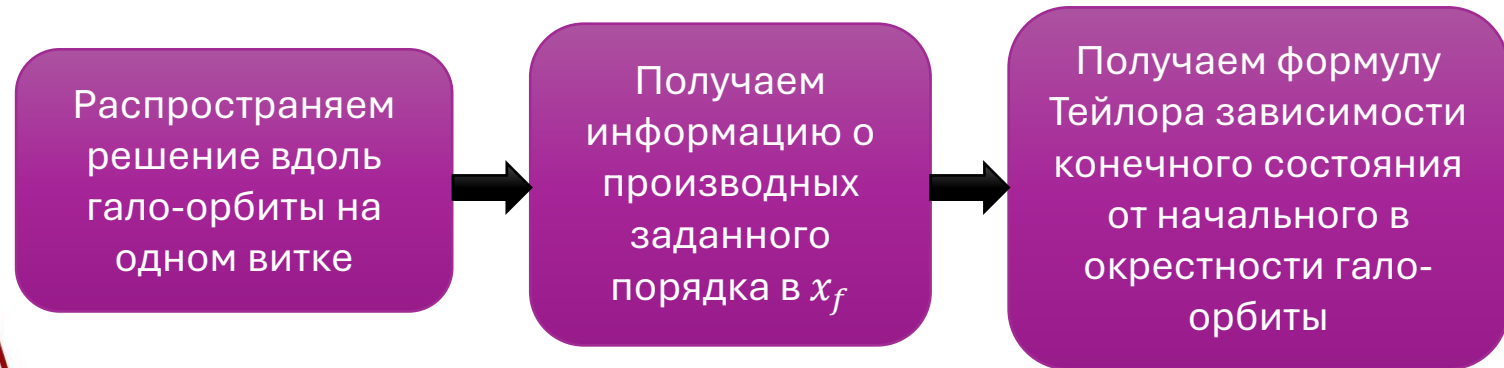 Распространяем
решение вдоль
гало-орбиты на
одном витке
Получаем
информацию о
производных
заданного
порядка в x_f
Получаем формулу
Тейлора зависимости
конечного состояния
от начального в
окрестности гало-
орбиты